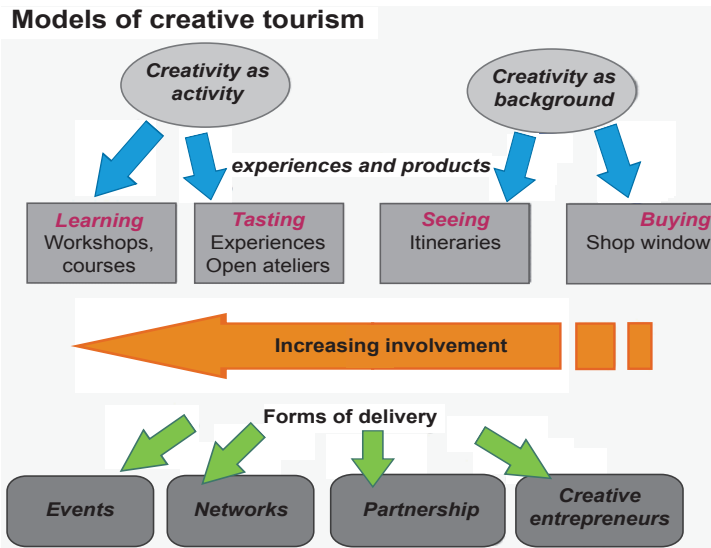 Models of creative tourism
Creativity as
activity
Creativity as
background
experiences and products
Learning
Workshops,
courses
Tasting
Experiences
Open ateliers
Seeing
Itineraries
Buying
Shop window
Increasing involvement
Forms of delivery
Events
Networks
Partnership
Creative
entrepreneurs